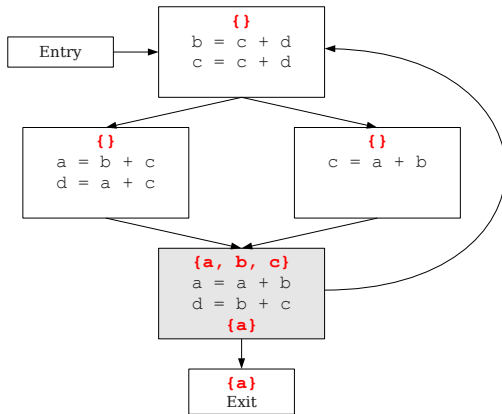 {}
Entry
b = c + d
c = c + d
{}
a = b + c
d = a + c
{}
c = a + b
{a, b, c}
a = a + b
d = b + c
{a}
{a}
Exit